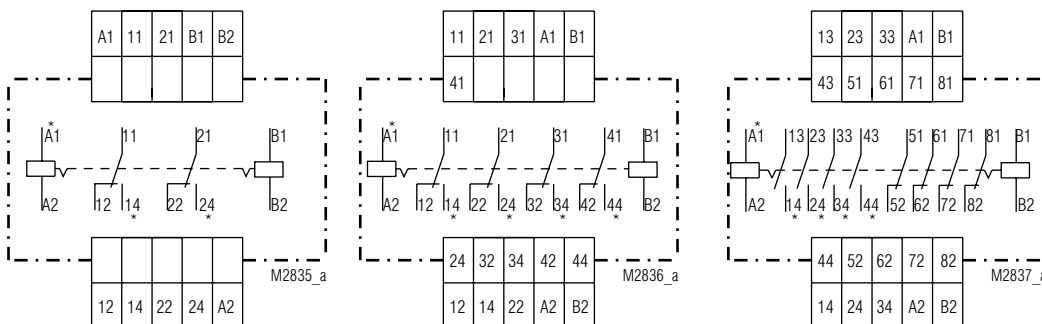 A1 11 21 B1 B2
A1 11 21 B1
* *
A2 12 14 22 24 B2
* *
M2835_a
12 14 22 24 A2
11 21 31 A1 B1
41
*
A1 11 21 31 41 B1
A2 12 14 22 24 32 34 42 44 B2
* * * *
M2836_a
24 32 34 42 44
12 14 22 A2 B2
13 23 33 A1 B1
43 51 61 71 81
*
A1 13 23 33 43 51 61 71 81 B1
A2 14 24 34 44 52 62 72 82 B2
* * * *
M2837_a
44 52 62 72 82
14 24 34 A2 B2